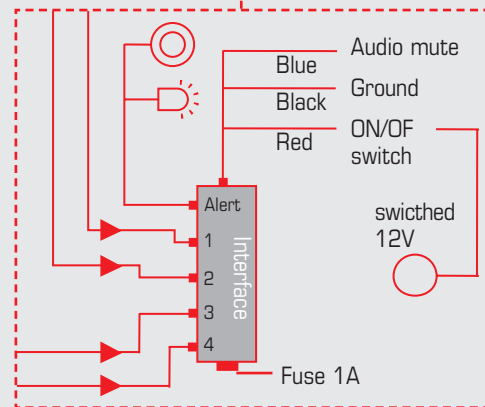 Audio mute
Blue
Ground
Black
ON/OF
switch
Red
Alert
swicthed
12V
1
Interface
2
3
4
Fuse 1A